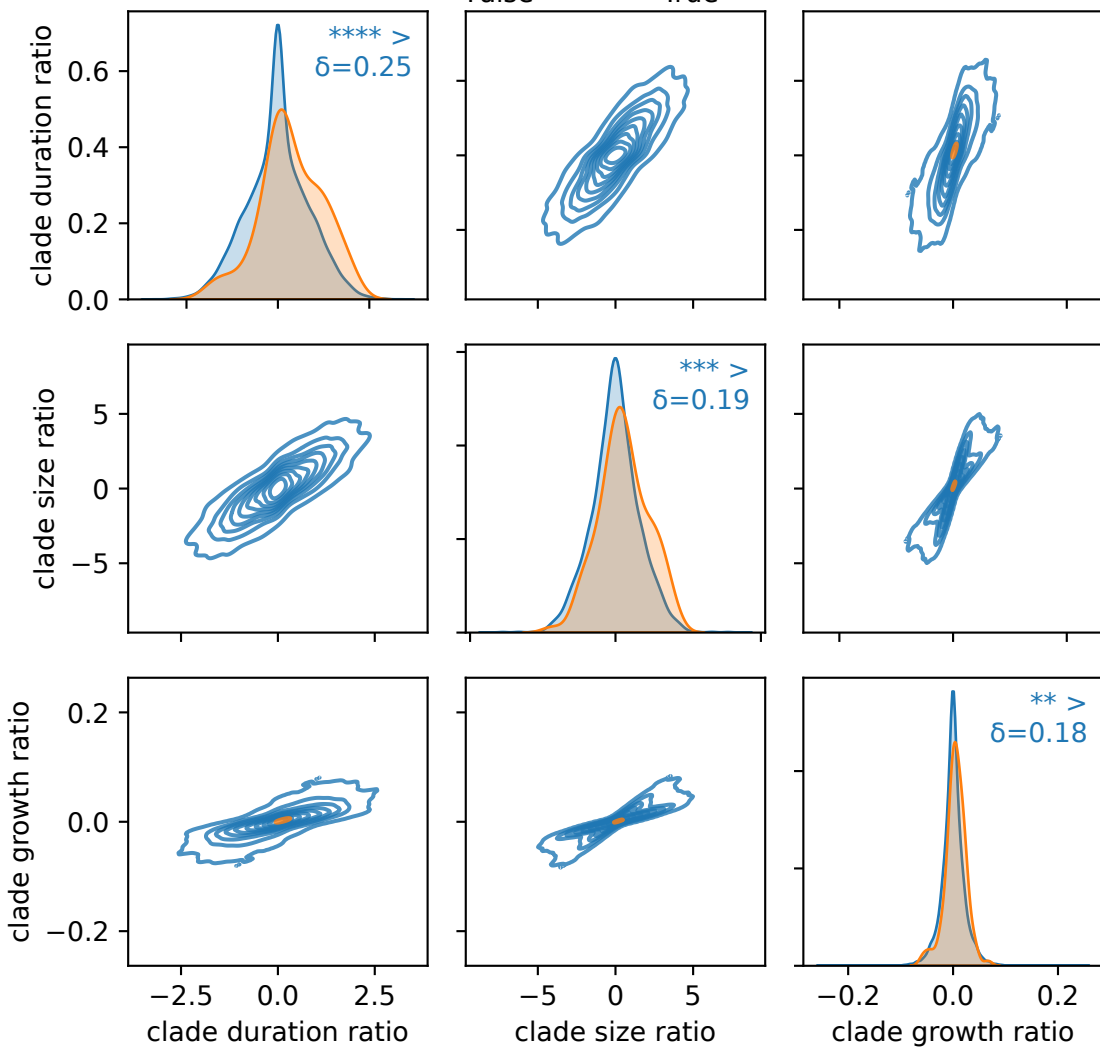 clade duration ratio
0.6
0.4
0.2
0.0
**** >
δ=0.25
clade size ratio
5
0
−5
*** >
δ=0.19
clade growth ratio
0.2
0.0
−0.2
** >
δ=0.18
−2.5 0.0 2.5
−5 0 5
−0.2 0.0 0.2
clade duration ratio
clade size ratio
clade growth ratio